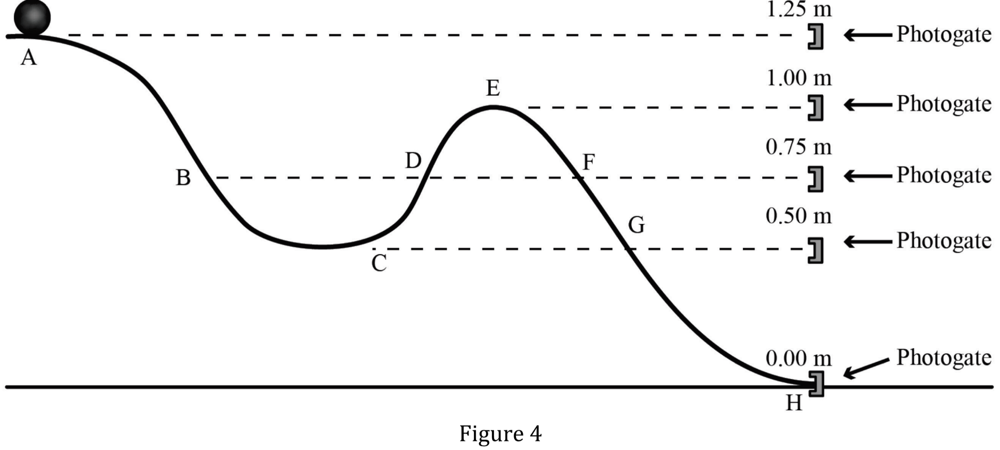 1.25 m
Photogate
A
1.00 m
E
Photogate
0.75 m
D
F
B
Photogate
0.50 m
G
Photogate
C
0.00 m
Photogate
H
Figure 4